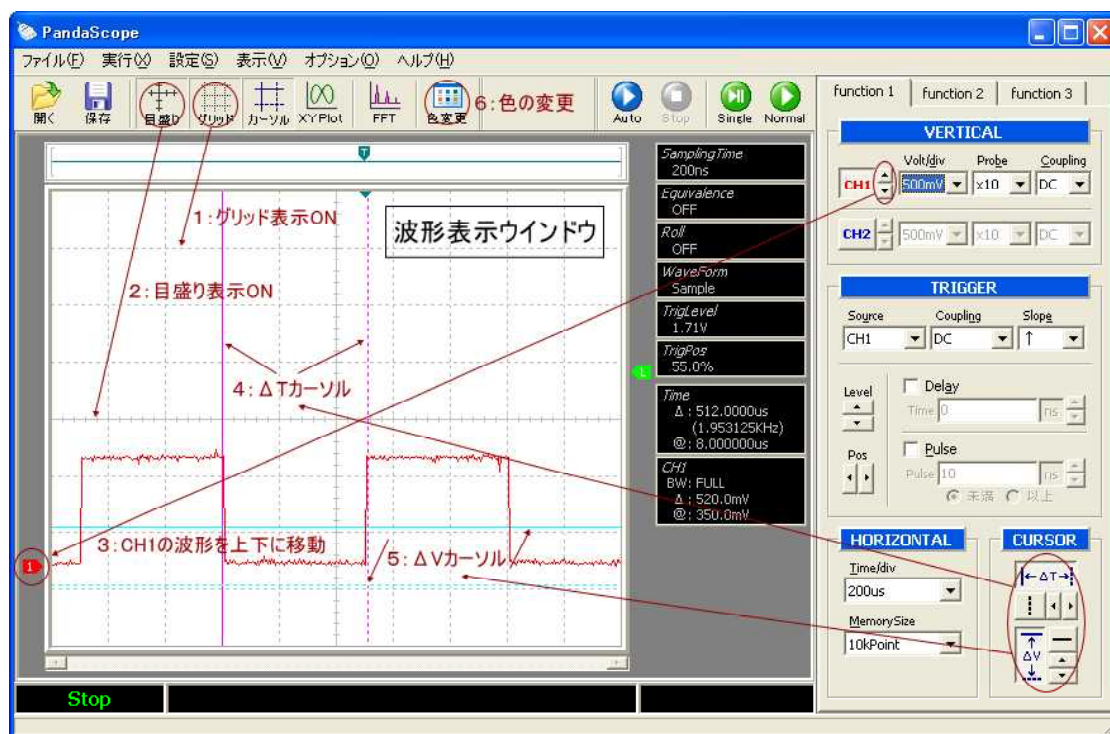 PandaScope
ファイル(F) 実行(X) 設定(S) 表示(V) オプション(O) ヘルプ(H)
開く 保存 目盛り グリッド カーソル XYPlot FFT 色変更 6:色の変更 Auto Stop Single Normal
function 1 function 2 function 3
VERTICAL
Volt/div Probe Coupling
CH1 500mV x10 DC
CH2 500mV x10 DC
TRIGGER
Source Coupling Slope
CH1 DC ↑
Level Delay
Time 0 ns
Pos Pulse
Pulse 10 ns
未満 以上
HORIZONTAL
Time/div
200us
MemorySize
10kPoint
CURSOR
←ΔT→
ΔV
T
1:グリッド表示ON
波形表示ウインドウ
2:目盛り表示ON
4:ΔTカーソル
3:CH1の波形を上下に移動
5:ΔVカーソル
1
L
SamplingTime
200ns
Equivalence
OFF
Roll
OFF
WaveForm
Sample
TrigLevel
1.71V
TrigPos
55.0%
Time
Δ:512.0000us
(1.953125KHz)
@:8.000000us
CH1
BW: FULL
Δ:520.0mV
@:350.0mV
Stop